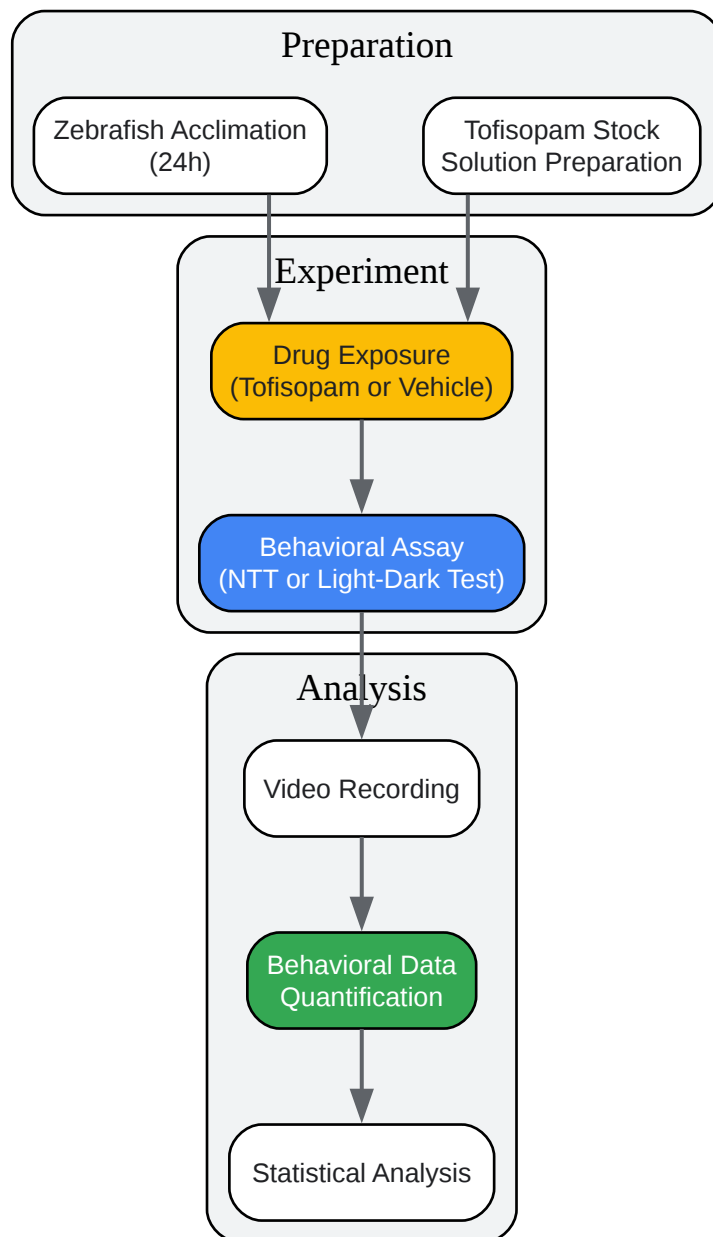 Preparation
Zebrafish Acclimation
(24h)
Tofisopam Stock
Solution Preparation
Experiment
Drug Exposure
(Tofisopam or Vehicle)
Behavioral Assay
(NTT or Light-Dark Test)
Analysis
Video Recording
Behavioral Data
Quantification
Statistical Analysis